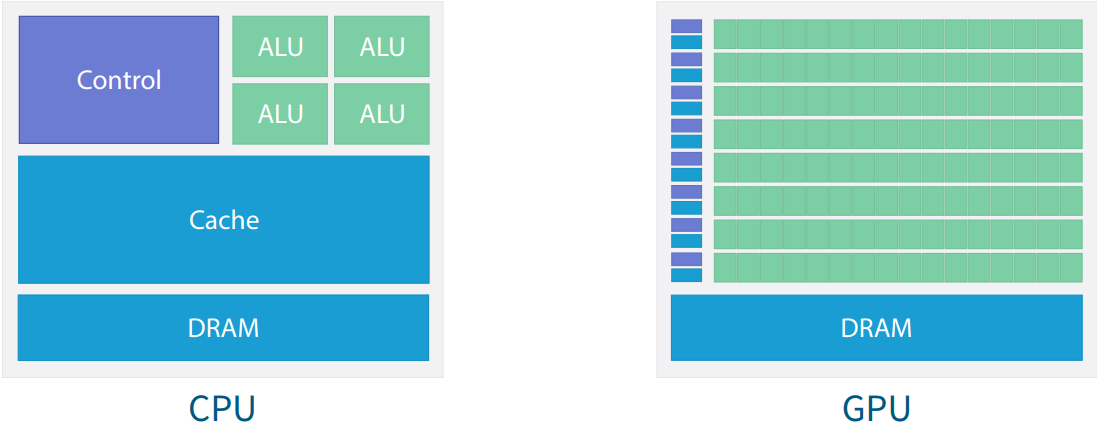 Control
ALU
ALU
ALU
ALU
Cache
DRAM
CPU
DRAM
GPU